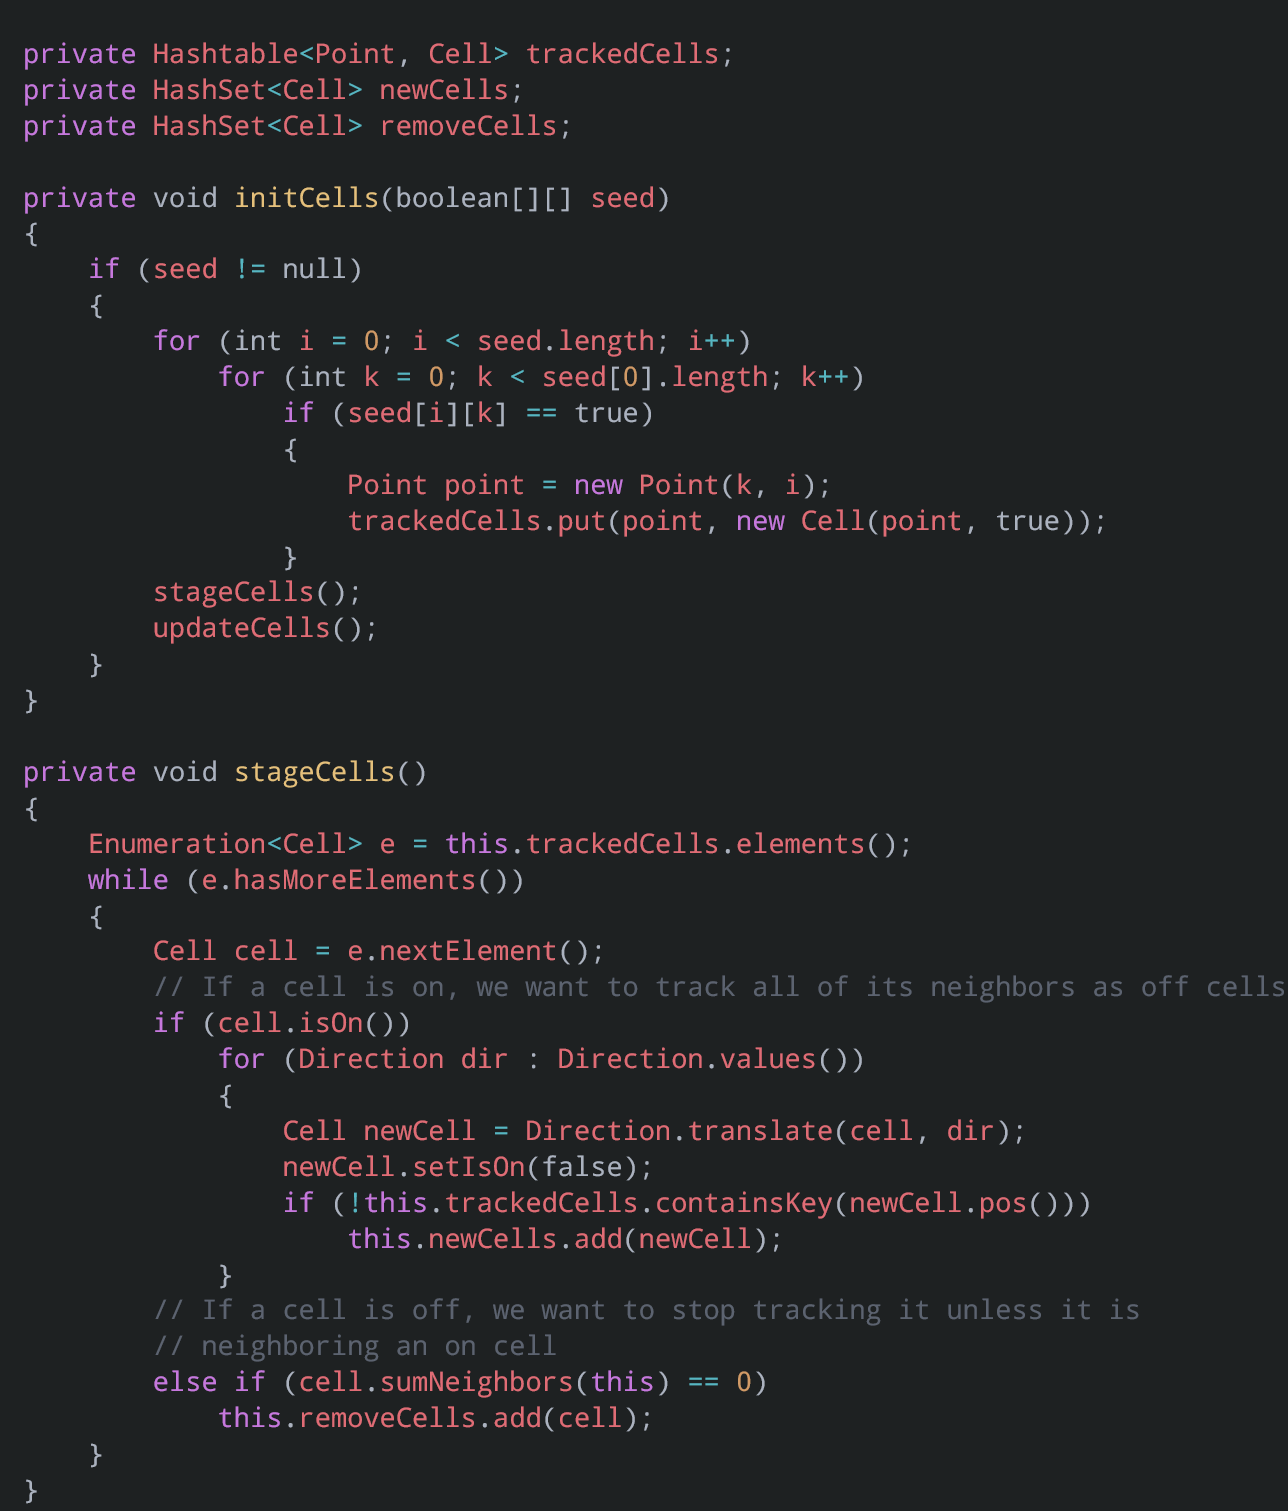 private Hashtable<Point, Cell> trackedCells;
private HashSet<Cell> newCells;
private HashSet<Cell> removeCells;

private void initCells(boolean[][] seed)
{
    if (seed != null)
    {
        for (int i = 0; i < seed.length; i++)
            for (int k = 0; k < seed[0].length; k++)
                if (seed[i][k] == true)
                {
                    Point point = new Point(k, i);
                    trackedCells.put(point, new Cell(point, true));
                }
        stageCells();
        updateCells();
    }
}

private void stageCells()
{
    Enumeration<Cell> e = this.trackedCells.elements();
    while (e.hasMoreElements())
    {
        Cell cell = e.nextElement();
        // If a cell is on, we want to track all of its neighbors as off cells
        if (cell.isOn())
            for (Direction dir : Direction.values())
            {
                Cell newCell = Direction.translate(cell, dir);
                newCell.setIsOn(false);
                if (!this.trackedCells.containsKey(newCell.pos()))
                    this.newCells.add(newCell);
            }
        // If a cell is off, we want to stop tracking it unless it is
        // neighboring an on cell
        else if (cell.sumNeighbors(this) == 0)
            this.removeCells.add(cell);
    }
}